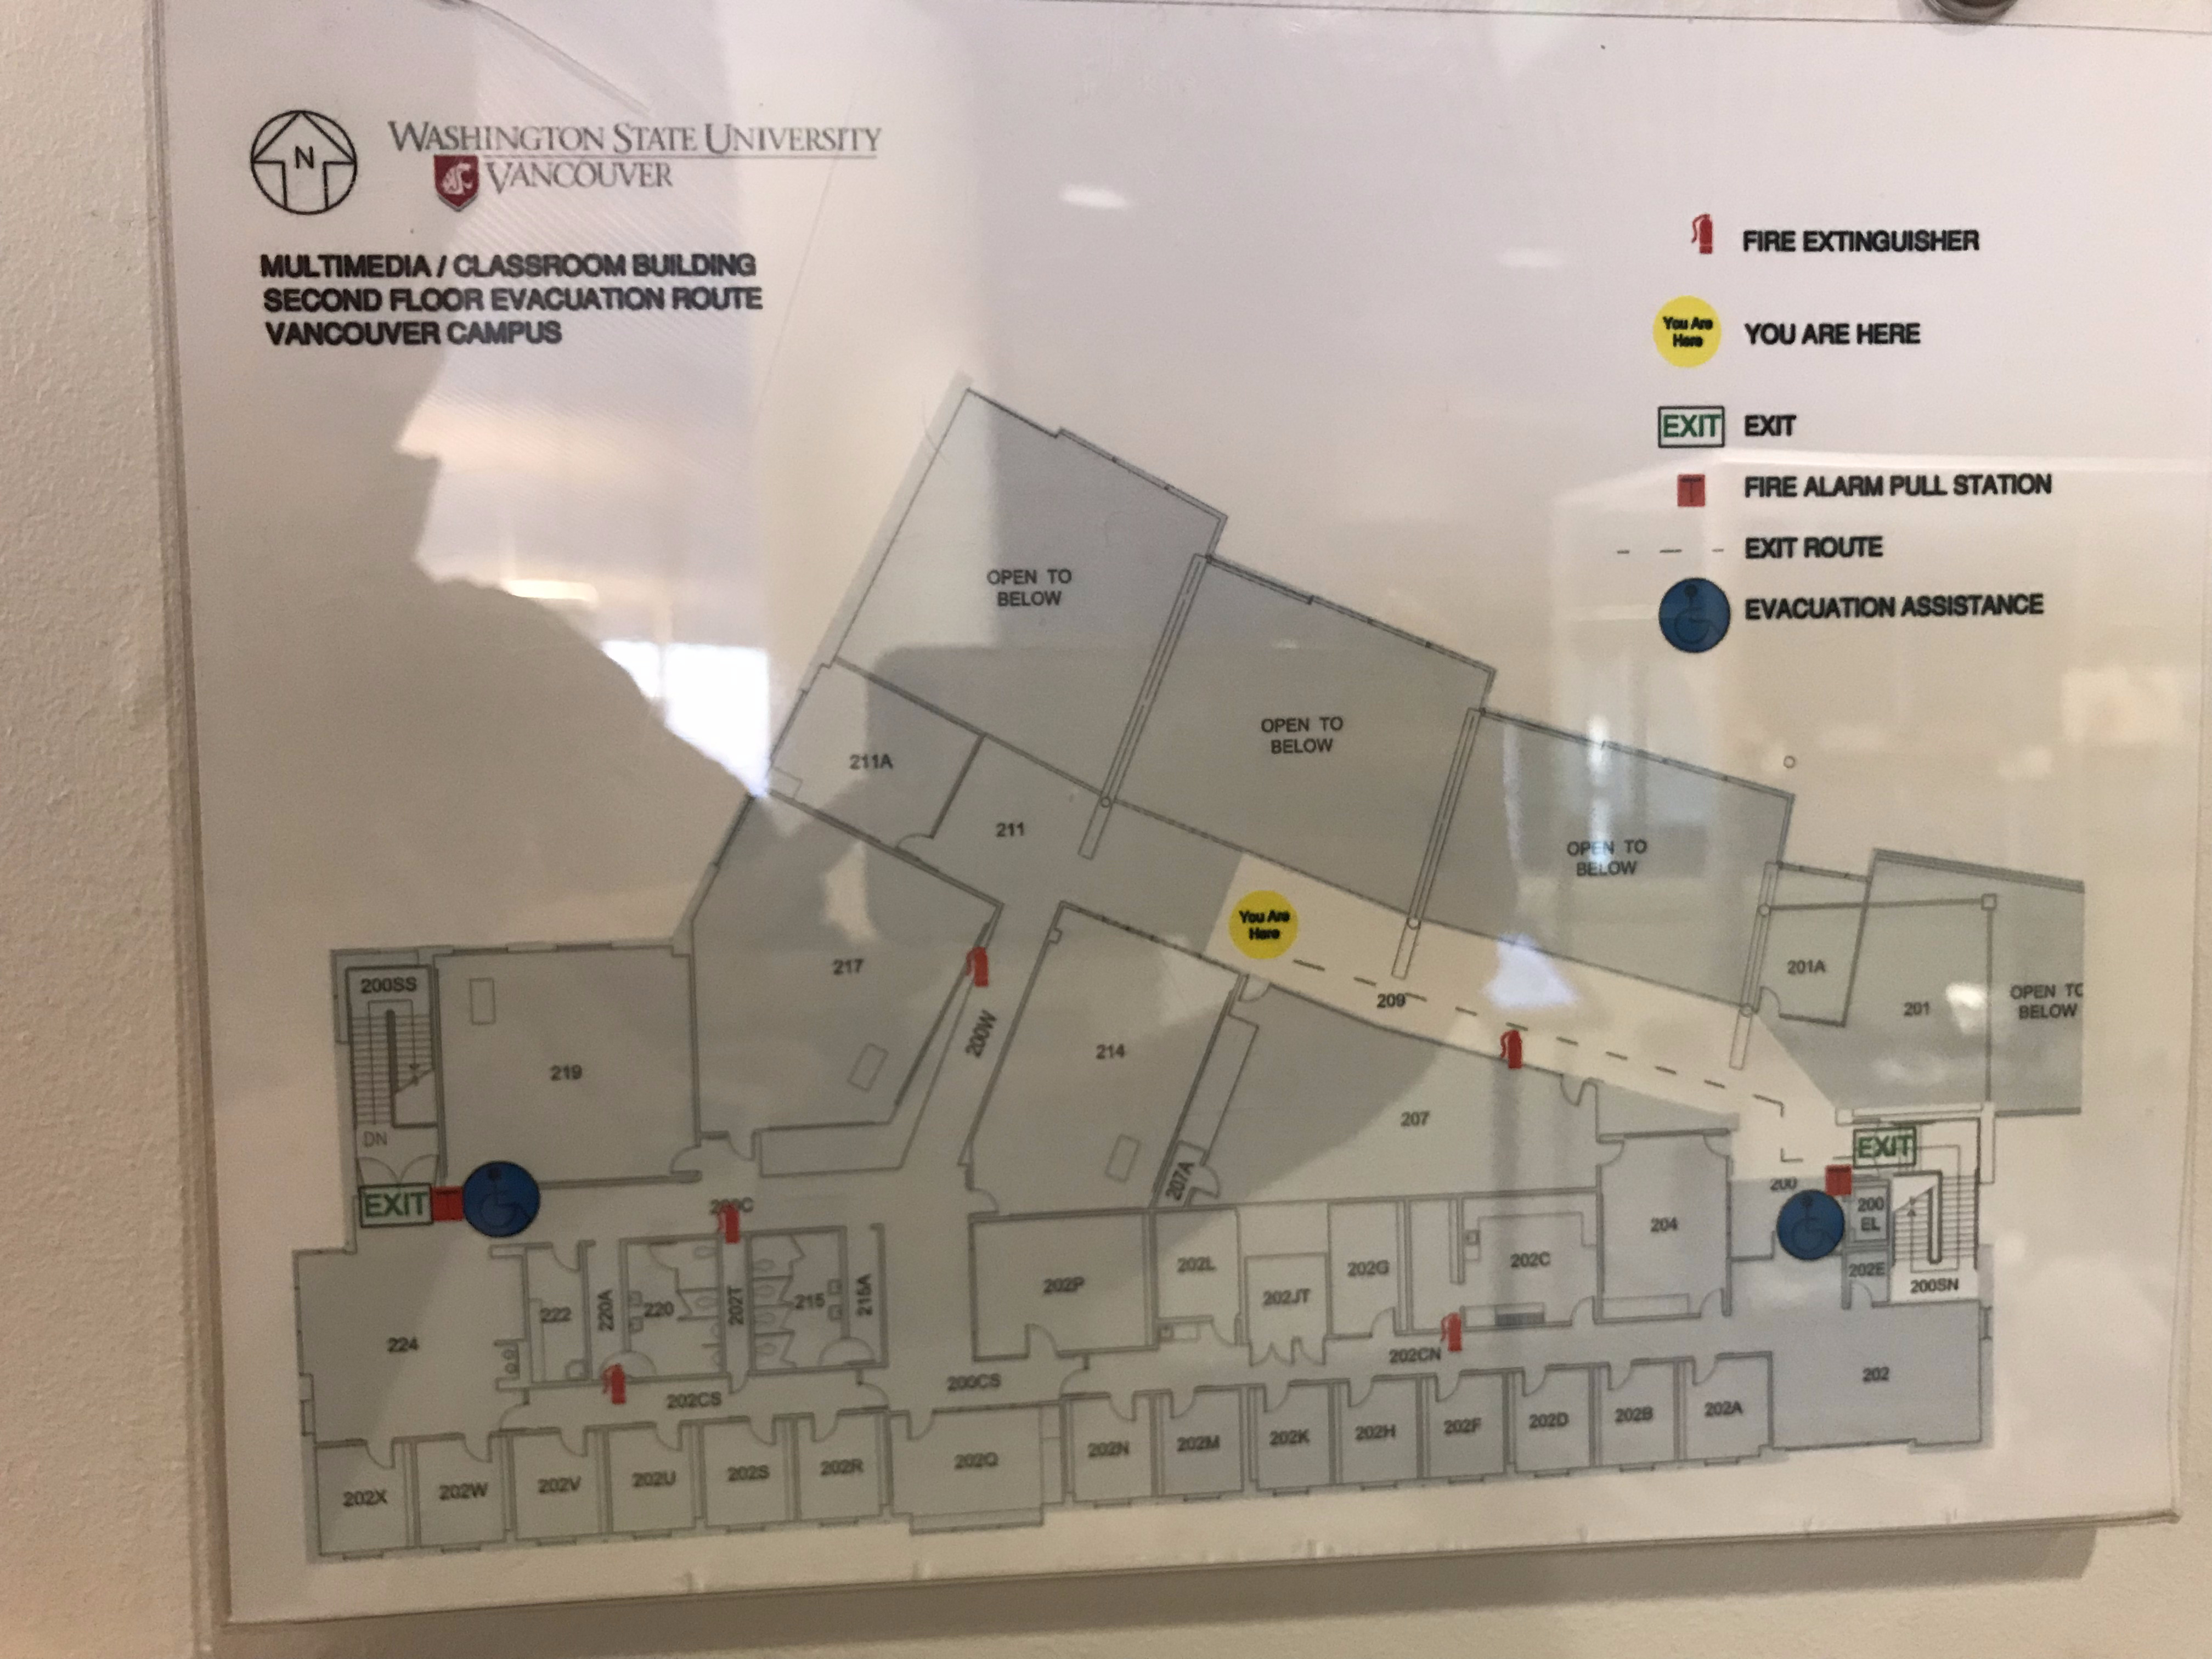 N
WASHINGTON STATE UNIVERSITY
VANCOUVER
MULTIMEDIA / CLASSROOM BUILDING
SECOND FLOOR EVACUATION ROUTE
VANCOUVER CAMPUS
FIRE EXTINGUISHER
You Are
Here
YOU ARE HERE
EXIT
EXIT
T
FIRE ALARM PULL STATION
EXIT ROUTE
EVACUATION ASSISTANCE
OPEN TO
BELOW
OPEN TO
BELOW
OPEN TO
BELOW
211A
211
You Are
Here
217
209
201A
201
OPEN TO
BELOW
200SS
219
200W
214
207
DN
207A
EXIT
EXIT
200
200
EL
204
202L
202G
202C
202E
200SN
202P
202JT
222
220A
220
202T
215
215A
224
202CN
202
202CS
200CS
202X
202W
202V
202U
202S
202R
202Q
202N
202M
202K
202H
202F
202D
202B
202A